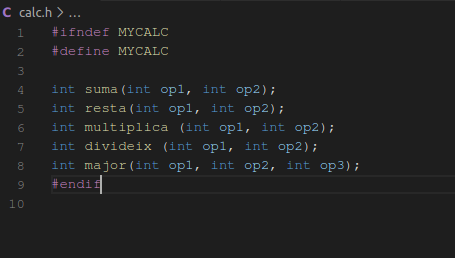 C calc.h > ...
1 #ifndef MYCALC
2 #define MYCALC
3
4 int suma(int op1, int op2);
5 int resta(int op1, int op2);
6 int multiplica (int op1, int op2);
7 int divideix (int op1, int op2);
8 int major(int op1, int op2, int op3);
9 #endif
10